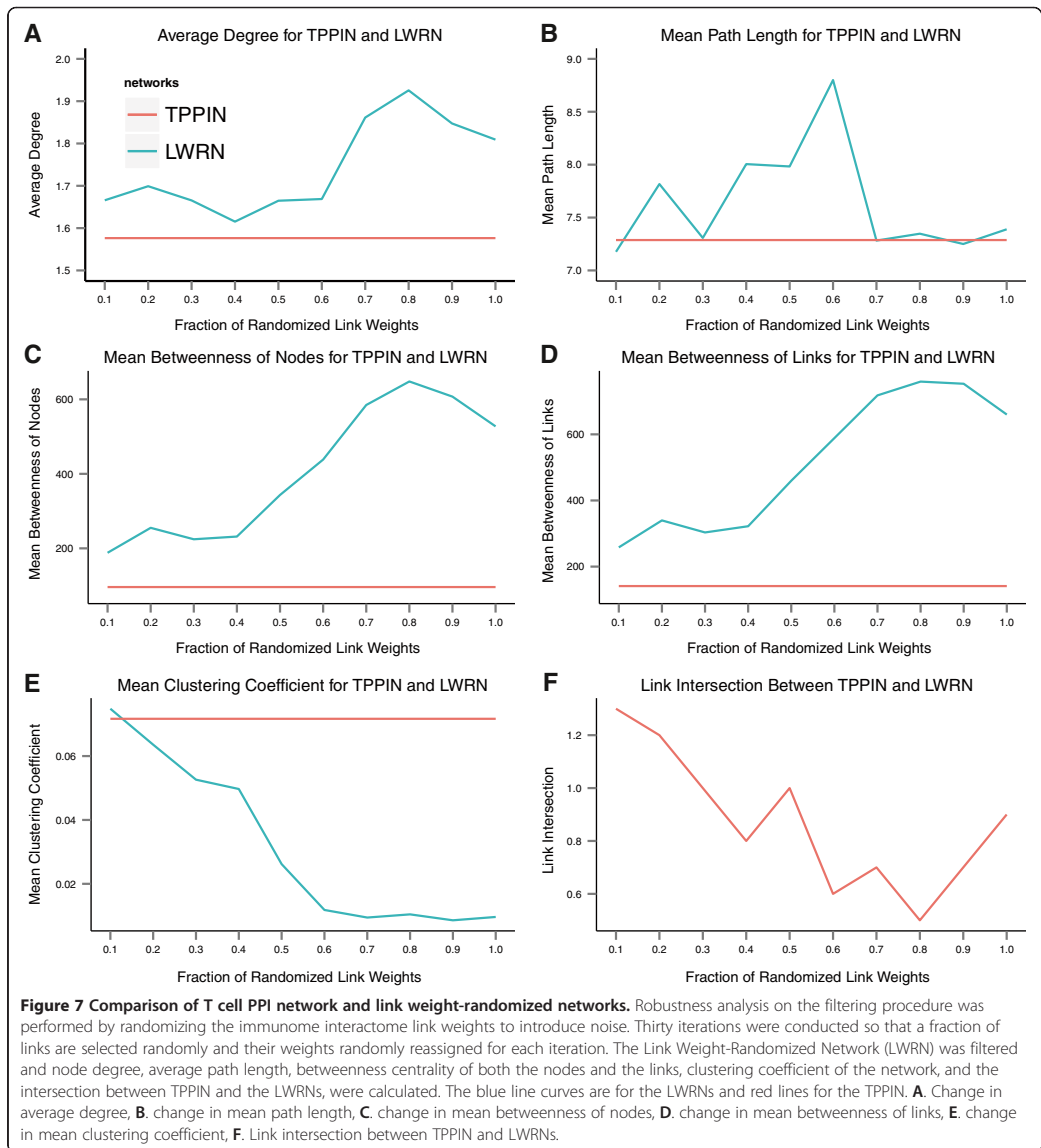 A
Average Degree for TPPIN and LWRN
2.0
1.9
1.8
1.7
1.6
1.5
Average Degree
networks
TPPIN
LWRN
0.1 0.2 0.3 0.4 0.5 0.6 0.7 0.8 0.9 1.0
Fraction of Randomized Link Weights
B
Mean Path Length for TPPIN and LWRN
9.0
8.5
8.0
7.5
7.0
Mean Path Length
0.1 0.2 0.3 0.4 0.5 0.6 0.7 0.8 0.9 1.0
Fraction of Randomized Link Weights
C
Mean Betweenness of Nodes for TPPIN and LWRN
600
400
200
Mean Betweenness of Nodes
0.1 0.2 0.3 0.4 0.5 0.6 0.7 0.8 0.9 1.0
Fraction of Randomized Link Weights
D
Mean Betweenness of Links for TPPIN and LWRN
600
400
200
Mean Betweenness of Links
0.1 0.2 0.3 0.4 0.5 0.6 0.7 0.8 0.9 1.0
Fraction of Randomized Link Weights
E
Mean Clustering Coefficient for TPPIN and LWRN
0.06
0.04
0.02
Mean Clustering Coefficient
0.1 0.2 0.3 0.4 0.5 0.6 0.7 0.8 0.9 1.0
Fraction of Randomized Link Weights
F
Link Intersection Between TPPIN and LWRN
1.2
1.0
0.8
0.6
Link Intersection
0.1 0.2 0.3 0.4 0.5 0.6 0.7 0.8 0.9 1.0
Fraction of Randomized Link Weights
Figure 7 Comparison of T cell PPI network and link weight-randomized networks. Robustness analysis on the filtering procedure was
performed by randomizing the immunome interactome link weights to introduce noise. Thirty iterations were conducted so that a fraction of
links are selected randomly and their weights randomly reassigned for each iteration. The Link Weight-Randomized Network (LWRN) was filtered
and node degree, average path length, betweenness centrality of both the nodes and the links, clustering coefficient of the network, and the
intersection between TPPIN and the LWRNs, were calculated. The blue line curves are for the LWRNs and red lines for the TPPIN. A. Change in
average degree, B. change in mean path length, C. change in mean betweenness of nodes, D. change in mean betweenness of links, E. change
in mean clustering coefficient, F. Link intersection between TPPIN and LWRNs.